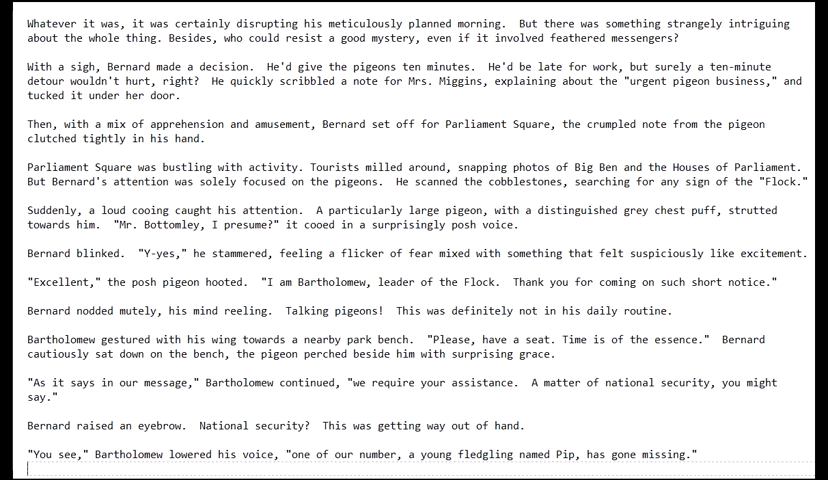 Whatever it was, it was certainly disrupting his meticulously planned morning.  But there was something strangely intriguing
about the whole thing. Besides, who could resist a good mystery, even if it involved feathered messengers?
With a sigh, Bernard made a decision.  He'd give the pigeons ten minutes.  He'd be late for work, but surely a ten-minute
detour wouldn't hurt, right?  He quickly scribbled a note for Mrs. Miggins, explaining about the "urgent pigeon business," and
tucked it under her door.
Then, with a mix of apprehension and amusement, Bernard set off for Parliament Square, the crumpled note from the pigeon
clutched tightly in his hand.
Parliament Square was bustling with activity. Tourists milled around, snapping photos of Big Ben and the Houses of Parliament.
But Bernard's attention was solely focused on the pigeons.  He scanned the cobblestones, searching for any sign of the "Flock."
Suddenly, a loud cooing caught his attention.  A particularly large pigeon, with a distinguished grey chest puff, strutted
towards him.  "Mr. Bottomley, I presume?" it cooed in a surprisingly posh voice.
Bernard blinked.  "Y-yes," he stammered, feeling a flicker of fear mixed with something that felt suspiciously like excitement.
"Excellent," the posh pigeon hooted.  "I am Bartholomew, leader of the Flock.  Thank you for coming on such short notice."
Bernard nodded mutely, his mind reeling.  Talking pigeons!  This was definitely not in his daily routine.
Bartholomew gestured with his wing towards a nearby park bench.  "Please, have a seat. Time is of the essence."  Bernard
cautiously sat down on the bench, the pigeon perched beside him with surprising grace.
"As it says in our message," Bartholomew continued, "we require your assistance.  A matter of national security, you might
say."
Bernard raised an eyebrow.  National security?  This was getting way out of hand.
"You see," Bartholomew lowered his voice, "one of our number, a young fledgling named Pip, has gone missing."